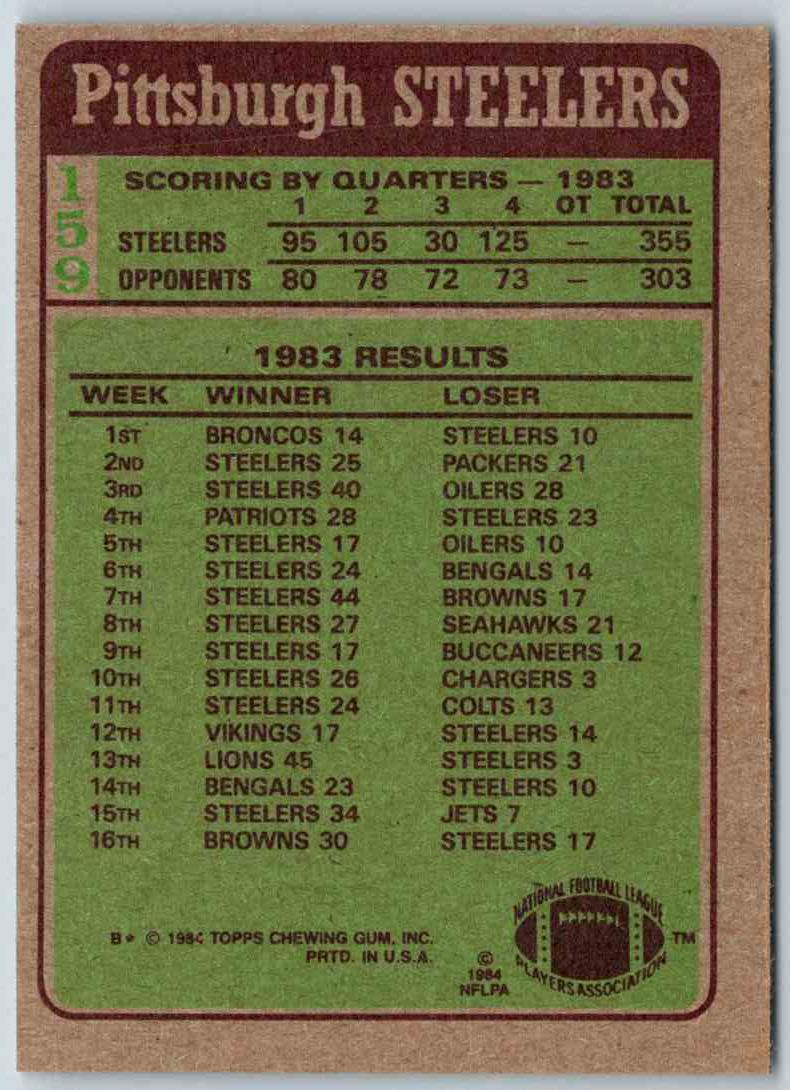 Pittsburgh STEELERS
159
SCORING BY QUARTERS — 1983
1 2 3 4 OT TOTAL
STEELERS 95 105 30 125 — 355
OPPONENTS 80 78 72 73 — 303
1983 RESULTS
WEEK WINNER LOSER
1ST BRONCOS 14 STEELERS 10
2ND STEELERS 25 PACKERS 21
3RD STEELERS 40 OILERS 28
4TH PATRIOTS 28 STEELERS 23
5TH STEELERS 17 OILERS 10
6TH STEELERS 24 BENGALS 14
7TH STEELERS 44 BROWNS 17
8TH STEELERS 27 SEAHAWKS 21
9TH STEELERS 17 BUCCANEERS 12
10TH STEELERS 26 CHARGERS 3
11TH STEELERS 24 COLTS 13
12TH VIKINGS 17 STEELERS 14
13TH LIONS 45 STEELERS 3
14TH BENGALS 23 STEELERS 10
15TH STEELERS 34 JETS 7
16TH BROWNS 30 STEELERS 17
B* © 1984 TOPPS CHEWING GUM, INC.
PRTD. IN U.S.A.
©
1984
NFLPA
NATIONAL FOOTBALL LEAGUE
PLAYERS ASSOCIATION
TM